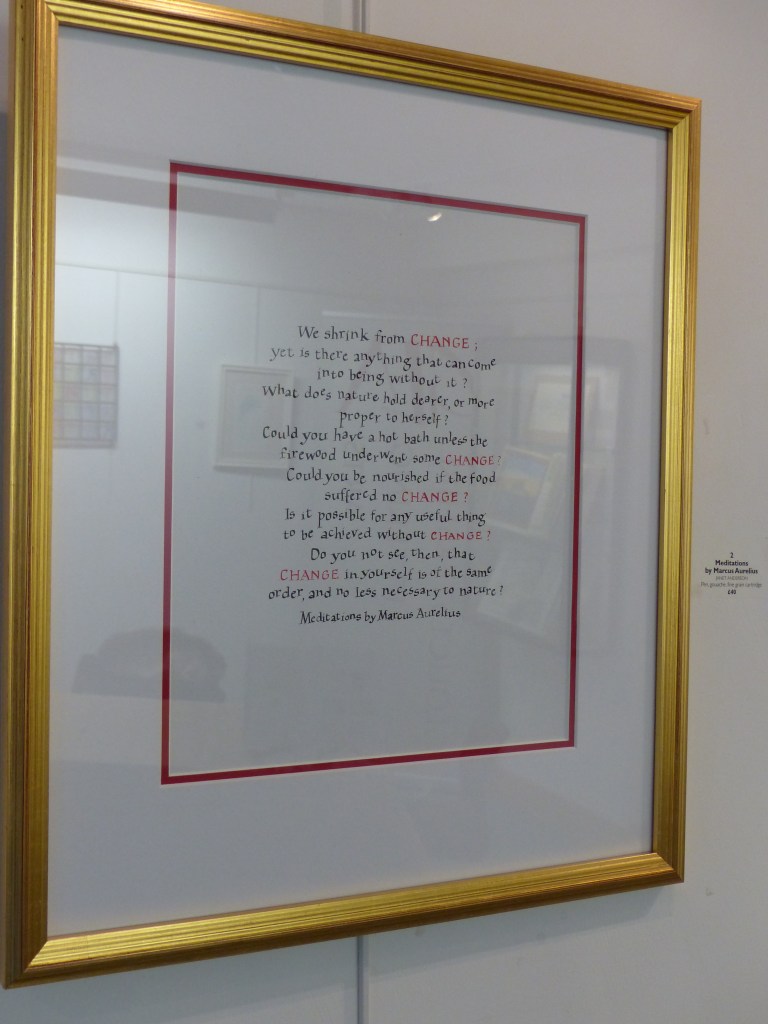 We shrink from CHANGE;
yet is there anything that can come
into being without it?
What does nature hold dearer, or more
proper to herself?
Could you have a hot bath unless the
firewood underwent some CHANGE?
Could you be nourished if the food
suffered no CHANGE?
Is it possible for any useful thing
to be achieved without CHANGE?
Do you not see, then, that
CHANGE in yourself is of the same
order, and no less necessary to nature?
Meditations by Marcus Aurelius
2
Meditations
by Marcus Aurelius
£40